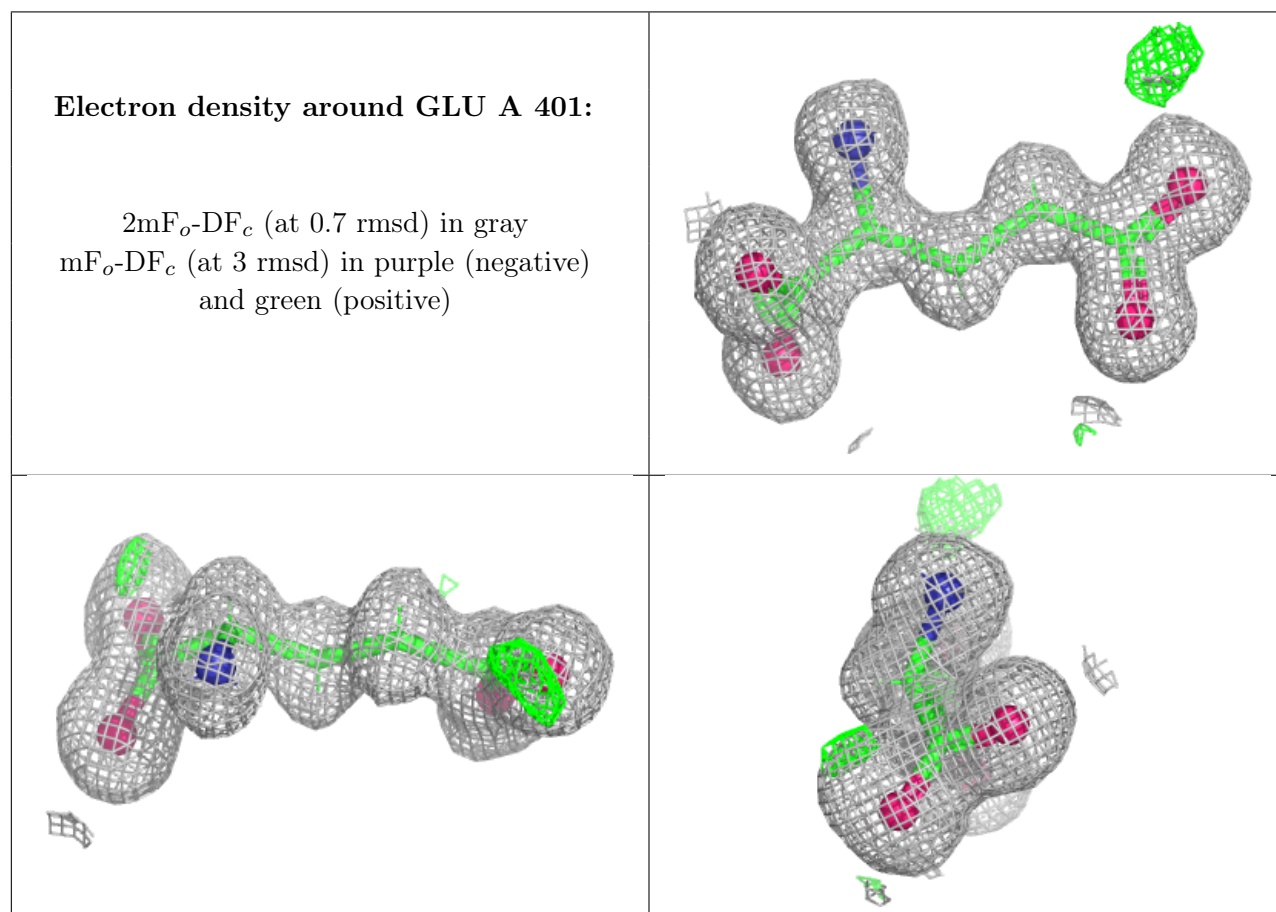 Electron density around GLU A 401:
2mFₒ-DF𝒸 (at 0.7 rmsd) in gray
mFₒ-DF𝒸 (at 3 rmsd) in purple (negative)
and green (positive)